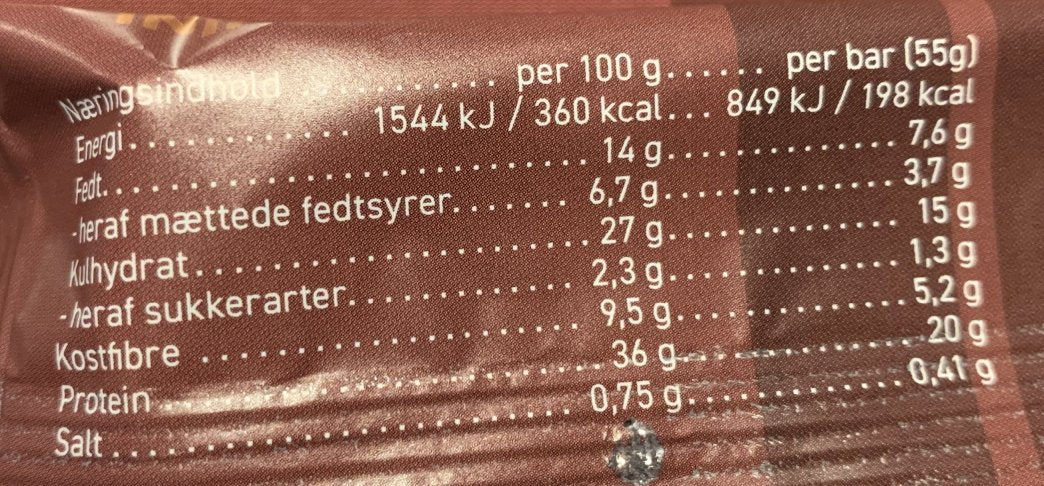 Næringsindhold .......... per 100 g...... per bar (55g)
Energi.......... 1544 kJ / 360 kcal... 849 kJ / 198 kcal
Fedt.............................. 14 g............... 7,6 g
-heraf mættede fedtsyrer....... 6,7 g.............. 3,7 g
Kulhydrat........................ 27 g............... 15 g
-heraf sukkerarter.............. 2,3 g.............. 1,3 g
Kostfibre ........................ 9,5 g.............. 5,2 g
Protein ........................... 36 g............... 20 g
Salt ............................... 0,75 g............. 0,41 g